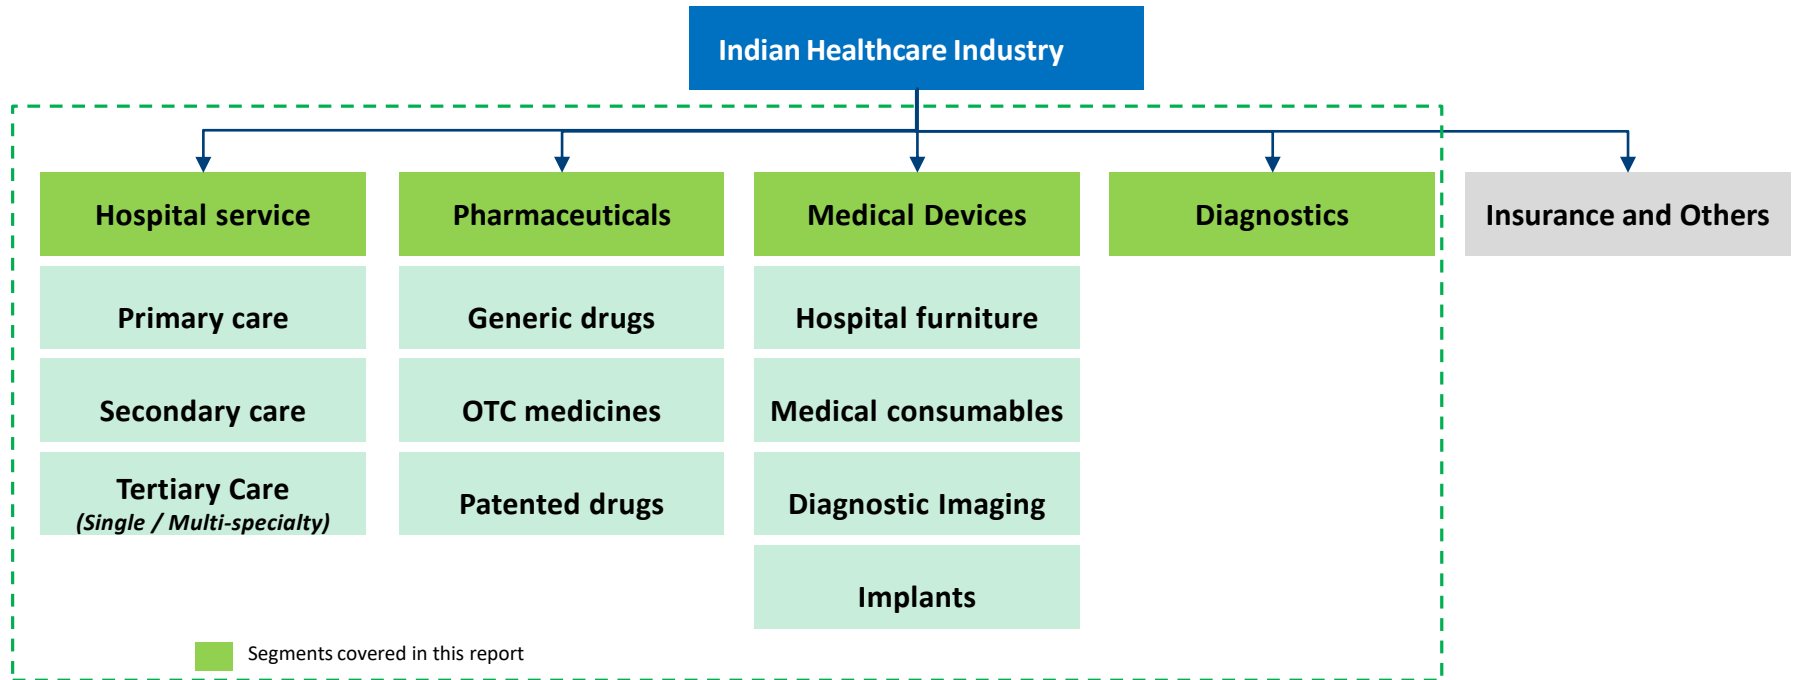 Indian Healthcare Industry
Hospital service
Pharmaceuticals
Medical Devices
Diagnostics
Insurance and Others
Primary care
Generic drugs
Hospital furniture
Secondary care
OTC medicines
Medical consumables
Tertiary Care
(Single / Multi-specialty)
Patented drugs
Diagnostic Imaging
Implants
Segments covered in this report